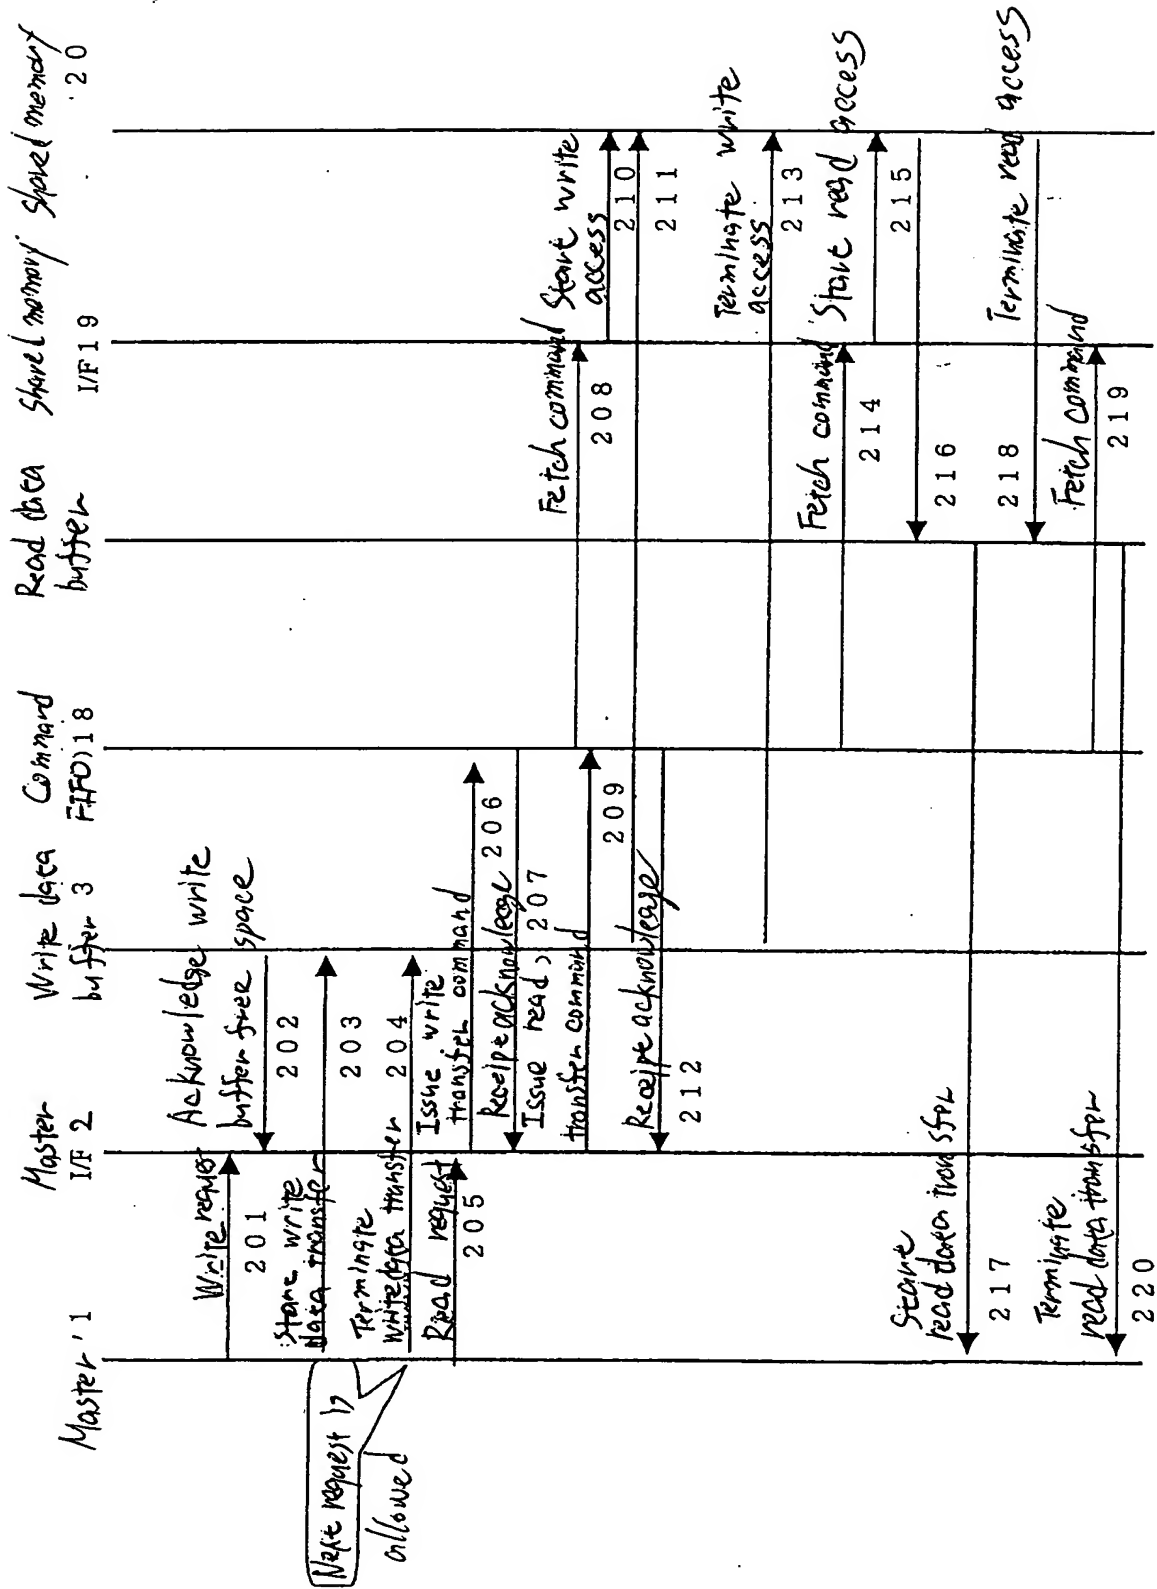 Master 1
Master
I/F 2
Write data
buffer 3
Command
FIFO)18
Read data
buffer
Shared memory
I/F19
Shared memory
20
Write request
201
Acknowledge write
buffer free space
202
Start write
data transfer
203
Next request is
allowed
Terminate
write data transfer
204
Read request
205
Issue write
transfer command
206
Receipt acknowledge
207
Issue read
transfer command
209
Fetch command
208
Start write
access
210
211
Receipt acknowledge
212
Terminate write
access
213
Fetch command
214
Start read access
215
216
Start
read data transfer
217
Terminate read access
218
Fetch command
219
Terminate
read data transfer
220